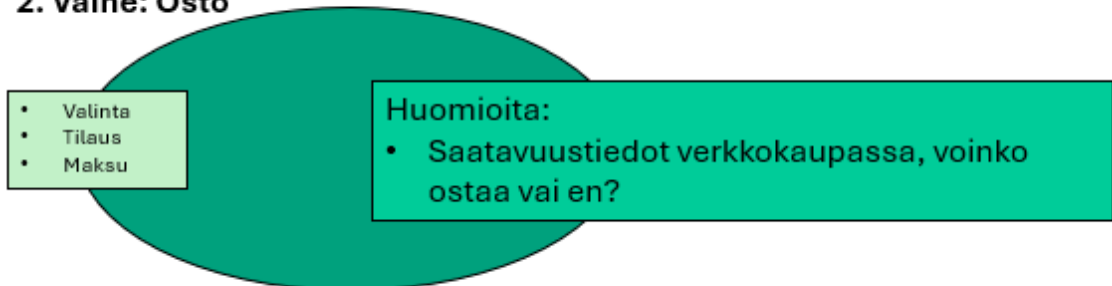 2. Vaihe: Osto
• Valinta
• Tilaus
• Maksu
Huomioita:
• Saatavuustiedot verkkokaupassa, voinko
ostaa vai en?